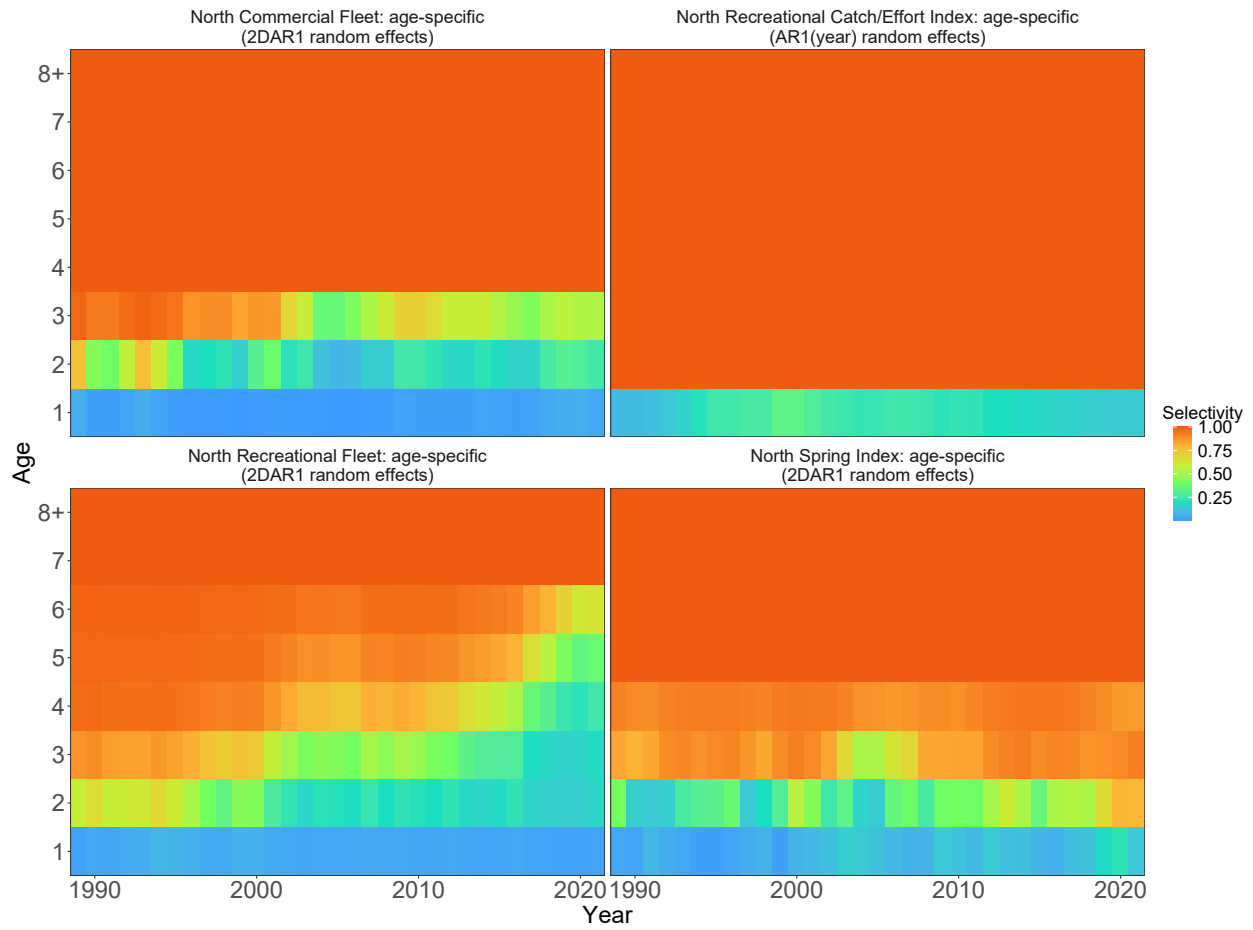 North Commercial Fleet: age-specific
(2DAR1 random effects)
North Recreational Catch/Effort Index: age-specific
(AR1(year) random effects)
8+
7
6
5
4
3
2
1
North Recreational Fleet: age-specific
(2DAR1 random effects)
North Spring Index: age-specific
(2DAR1 random effects)
8+
7
6
5
4
3
2
1
1990 2000 2010 2020
1990 2000 2010 2020
Age
Year
Selectivity
1.00
0.75
0.50
0.25